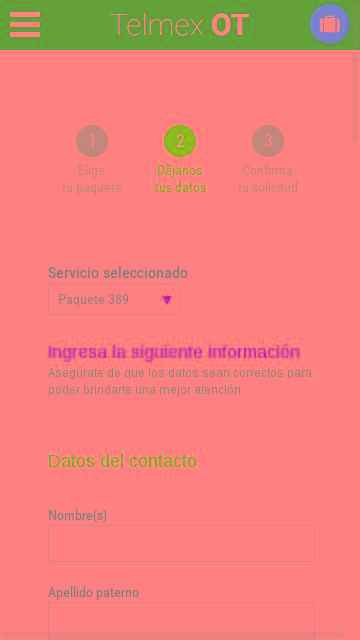 Telmex OT
1 2 3
Elige Déjanos Confirma
tu paquete tus datos tu solicitud
Servicio seleccionado
Paquete 389
Ingresa la siguiente información
Asegúrate de que los datos sean correctos para
poder brindarte una mejor atención.
Datos del contacto
Nombre(s)
Apellido paterno